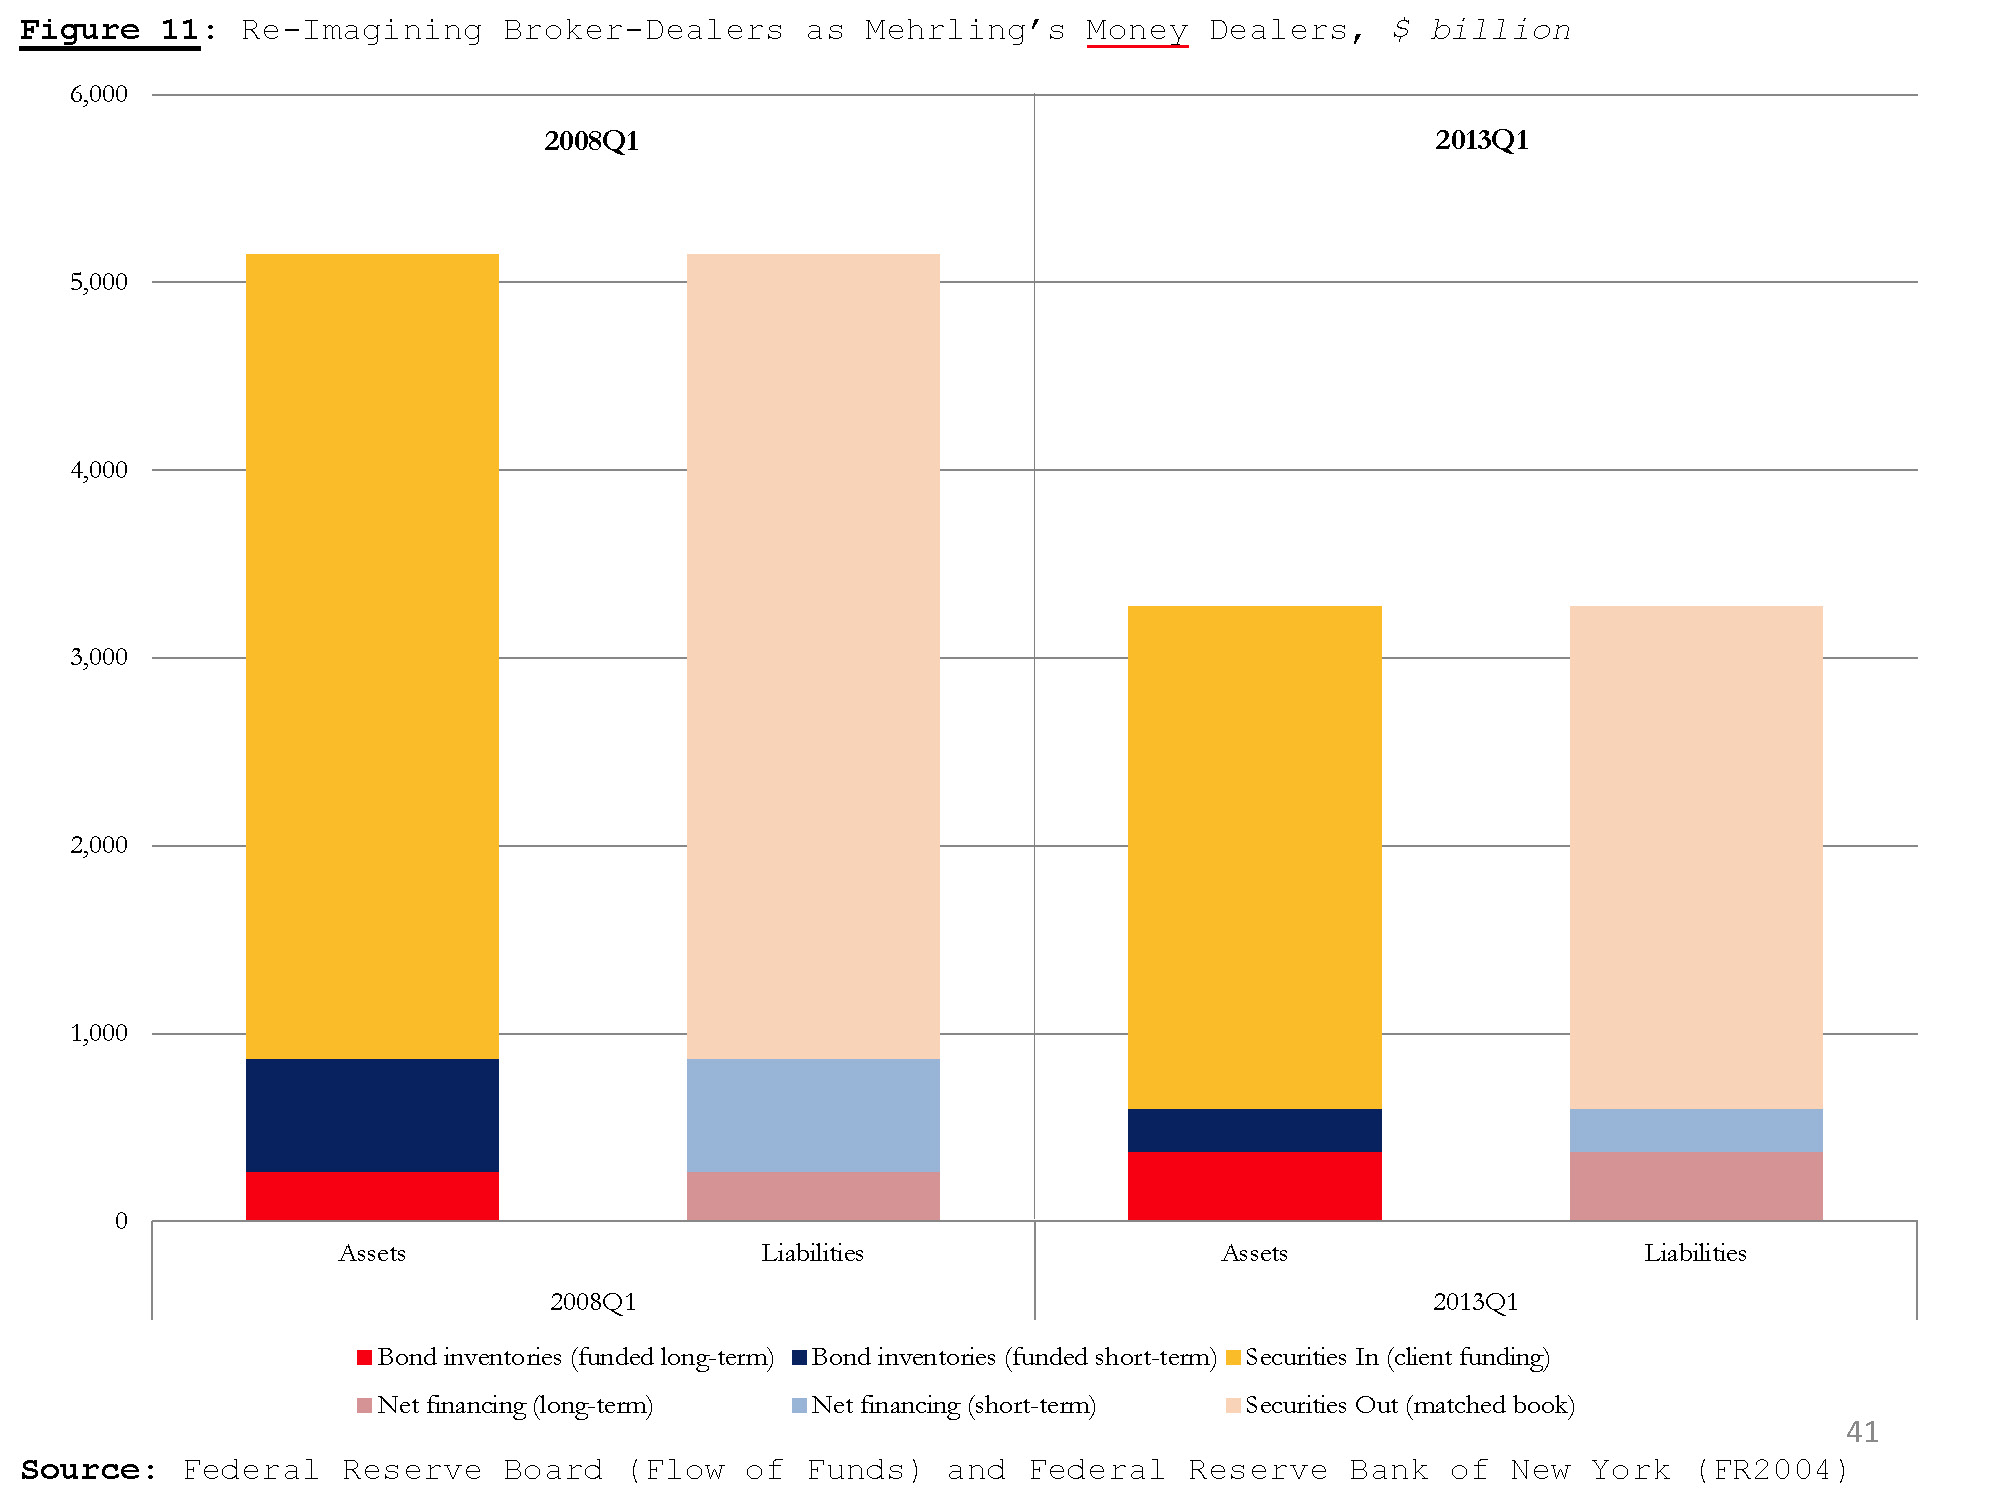 Figure 11: Re-Imagining Broker-Dealers as Mehrling's Money Dealers, $ billion
6,000
2008Q1 2013Q1
5,000
4,000
3,000
2,000
1,000
0
Assets Liabilities Assets Liabilities
2008Q1 2013Q1
Bond inventories (funded long-term) Bond inventories (funded short-term) Securities In (client funding)
Net financing (long-term) Net financing (short-term) Securities Out (matched book)
41
Source: Federal Reserve Board (Flow of Funds) and Federal Reserve Bank of New York (FR2004)